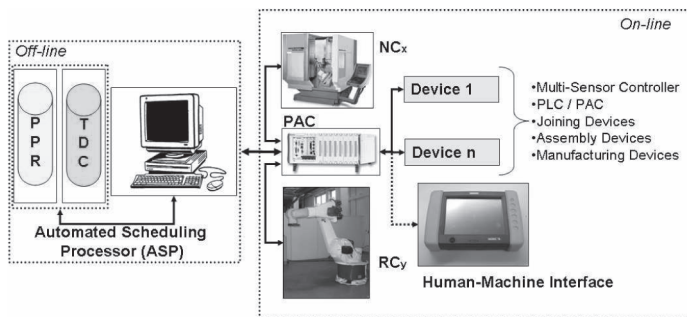 Off-line
On-line
P
P
R
T
D
C
Automated Scheduling
Processor (ASP)
NCx
PAC
RCy
Device 1
Device n
•Multi-Sensor Controller
•PLC / PAC
•Joining Devices
•Assembly Devices
•Manufacturing Devices
Human-Machine Interface